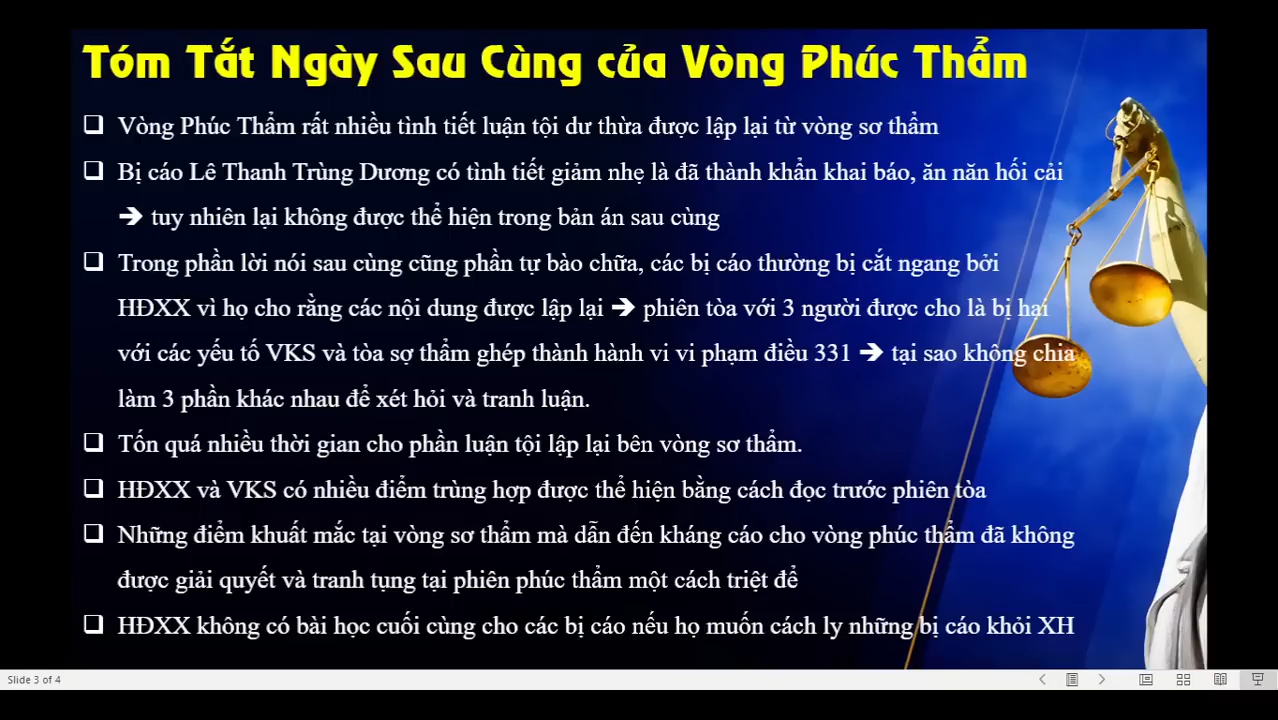 Tóm Tắt Ngày Sau Cùng của Vòng Phúc Thẩm
❑ Vòng Phúc Thẩm rất nhiều tình tiết luận tội dư thừa được lập lại từ vòng sơ thẩm
❑ Bị cáo Lê Thanh Trùng Dương có tình tiết giảm nhẹ là đã thành khẩn khai báo, ăn năn hối cải
➔ tuy nhiên lại không được thể hiện trong bản án sau cùng
❑ Trong phần lời nói sau cùng cũng phần tự bào chữa, các bị cáo thường bị cắt ngang bởi
HĐXX vì họ cho rằng các nội dung được lập lại ➔ phiên tòa với 3 người được cho là bị hại
với các yếu tố VKS và tòa sợ thẩm ghép thành hành vi vi phạm điều 331 ➔ tại sao không chia
làm 3 phần khác nhau để xét hỏi và tranh luận.
❑ Tốn quá nhiều thời gian cho phần luận tội lập lại bên vòng sơ thẩm.
❑ HĐXX và VKS có nhiều điểm trùng hợp được thể hiện bằng cách đọc trước phiên tòa
❑ Những điểm khuất mắc tại vòng sơ thẩm mà dẫn đến kháng cáo cho vòng phúc thẩm đã không
được giải quyết và tranh tụng tại phiên phúc thẩm một cách triệt để
❑ HĐXX không có bài học cuối cùng cho các bị cáo nếu họ muốn cách ly những bị cáo khỏi XH
Slide 3 of 4